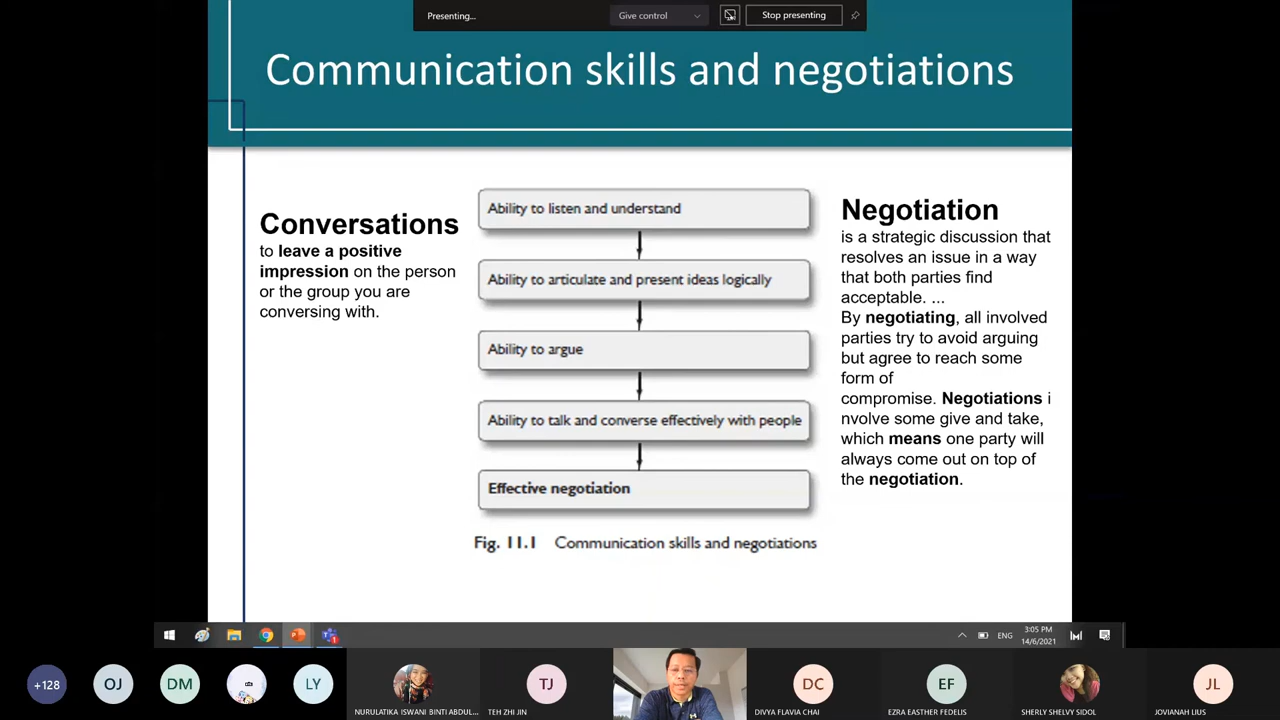 Presenting...
Give control
Stop presenting
Communication skills and negotiations
Conversations
to leave a positive
impression on the person
or the group you are
conversing with.
Ability to listen and understand
Ability to articulate and present ideas logically
Ability to argue
Ability to talk and converse effectively with people
Effective negotiation
Fig. 11.1 Communication skills and negotiations
Negotiation
is a strategic discussion that
resolves an issue in a way
that both parties find
acceptable. ...
By negotiating, all involved
parties try to avoid arguing
but agree to reach some
form of
compromise. Negotiations i
nvolve some give and take,
which means one party will
always come out on top of
the negotiation.
ENG
3:05 PM
14/6/2021
+128
OJ
DM
LY
NURULATIKA ISWANI BINTI ABDUL...
TJ
TEH ZHI JIN
DC
DIVYA FLAVIA CHAI
EF
EZRA EASTHER FEDELIS
SHERLY SHELVY SIDOL
JL
JOVIANAH LIUS